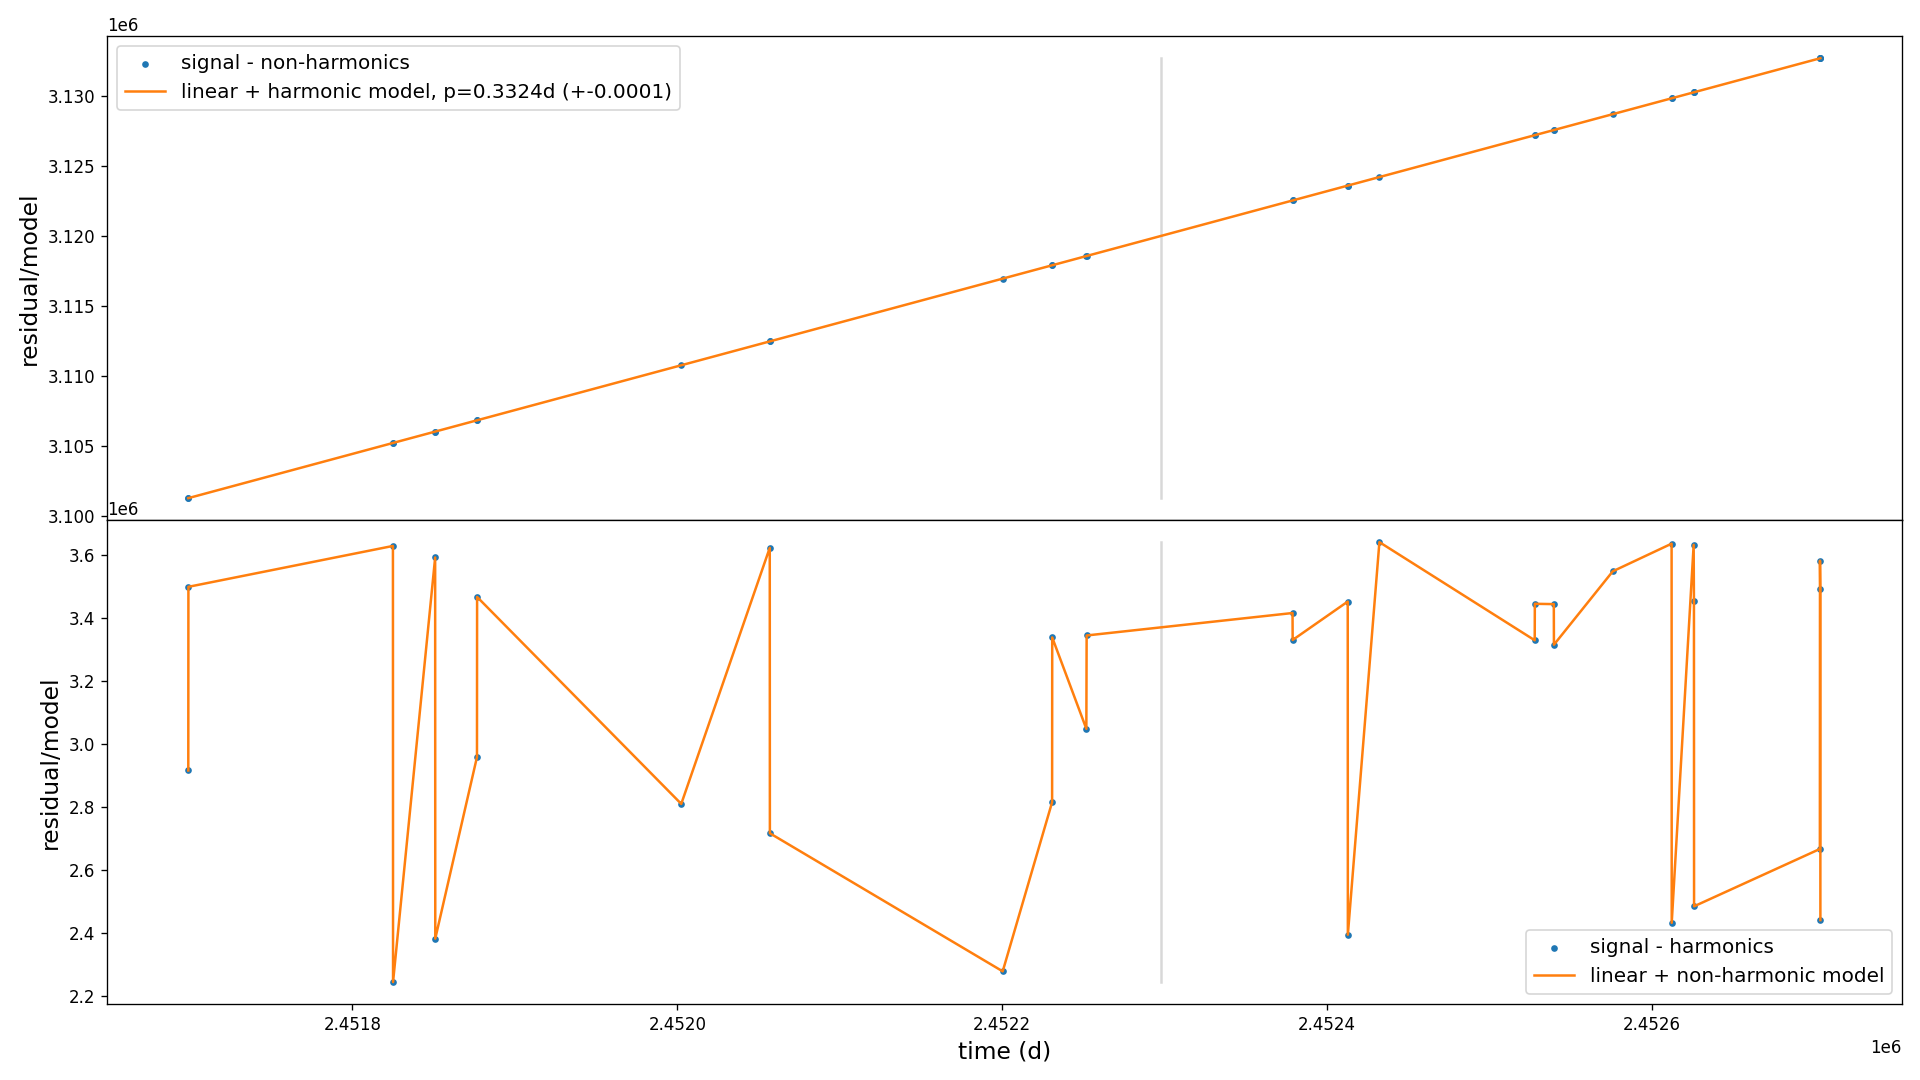 1e6
signal - non-harmonics
linear + harmonic model, p=0.3324d (+-0.0001)
3.130
3.125
3.120
3.115
3.110
3.105
3.100
residual/model
1e6
3.6
3.4
3.2
3.0
2.8
2.6
2.4
2.2
residual/model
signal - harmonics
linear + non-harmonic model
2.4518
2.4520
2.4522
2.4524
2.4526
time (d)
1e6